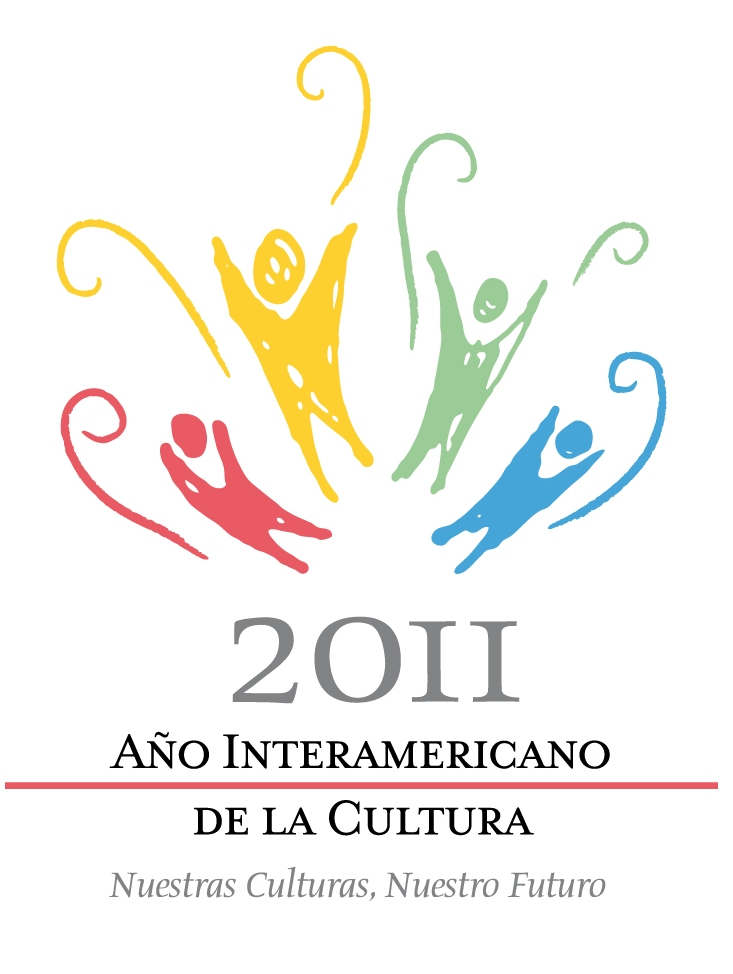 2011
Año Interamericano
de la Cultura
Nuestras Culturas, Nuestro Futuro